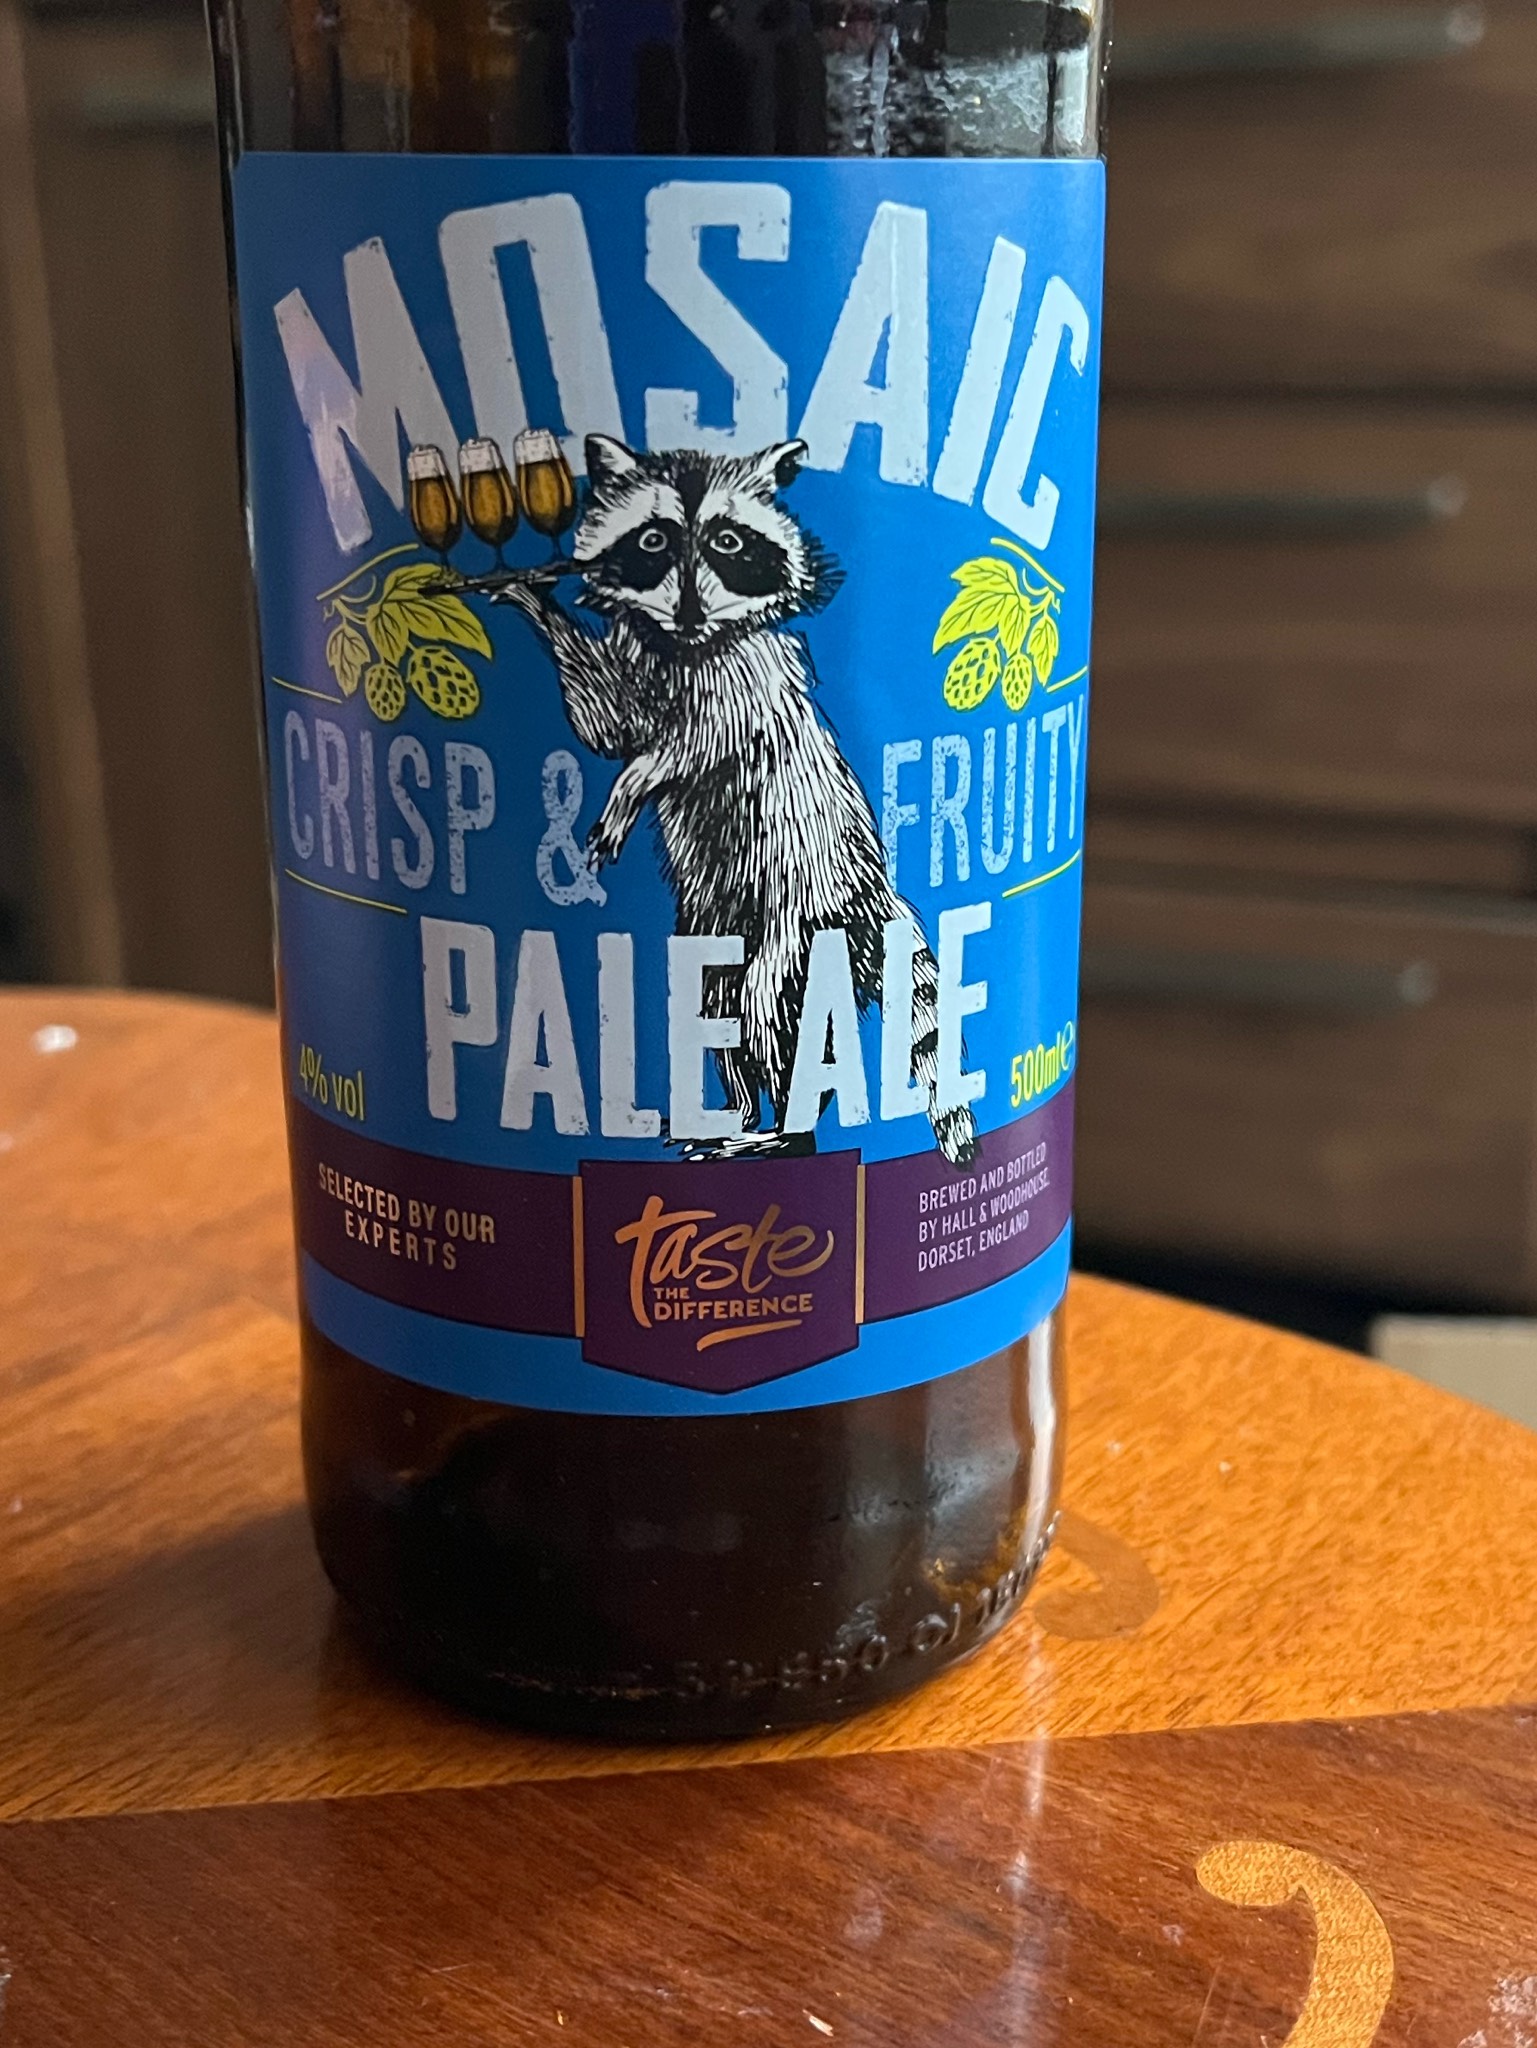 MOSAIC
CRISP & FRUITY
PALE ALE
4% vol
500ml e
SELECTED BY OUR
EXPERTS
taste
THE
DIFFERENCE
BREWED AND BOTTLED
BY HALL & WOODHOUSE,
DORSET, ENGLAND